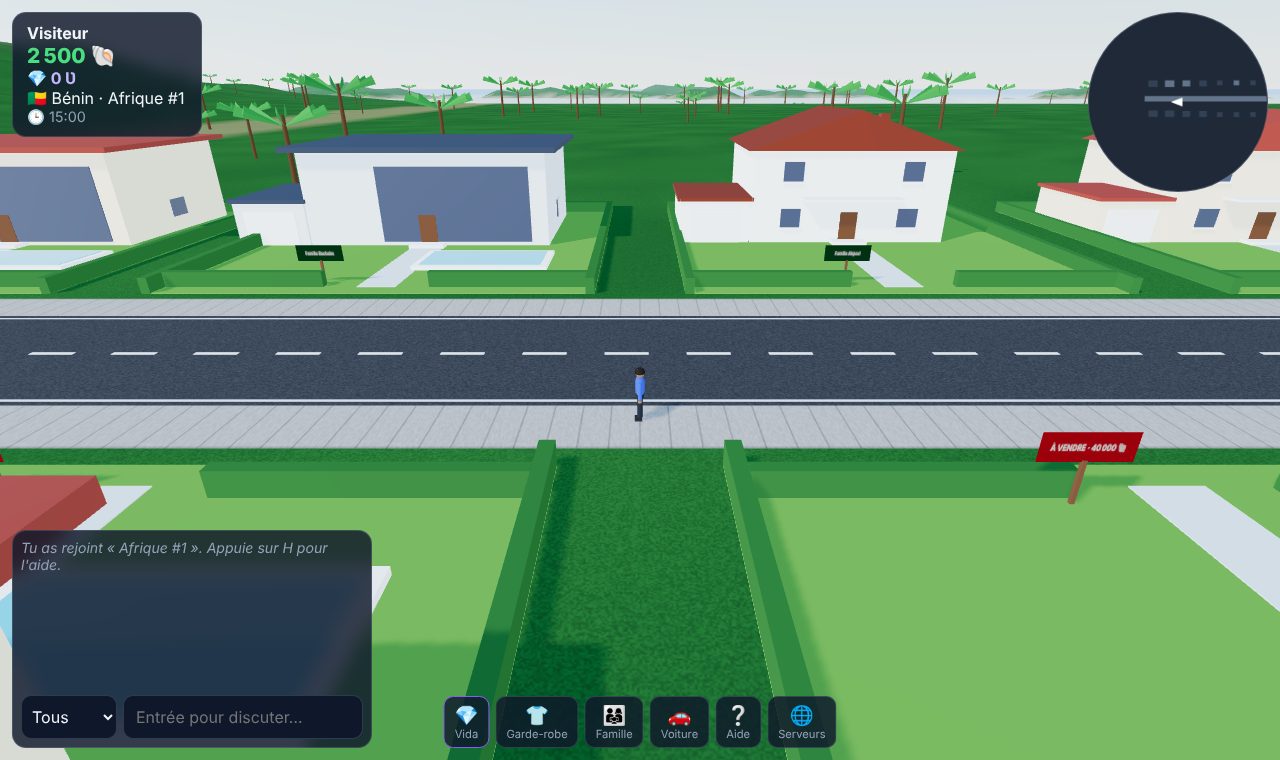 Visiteur
2 500
0 Ʋ
Bénin · Afrique #1
15:00
À VENDRE · 40 000
Tu as rejoint « Afrique #1 ». Appuie sur H pour
l'aide.
Tous
Entrée pour discuter...
Vida
Garde-robe
Famille
Voiture
Aide
Serveurs